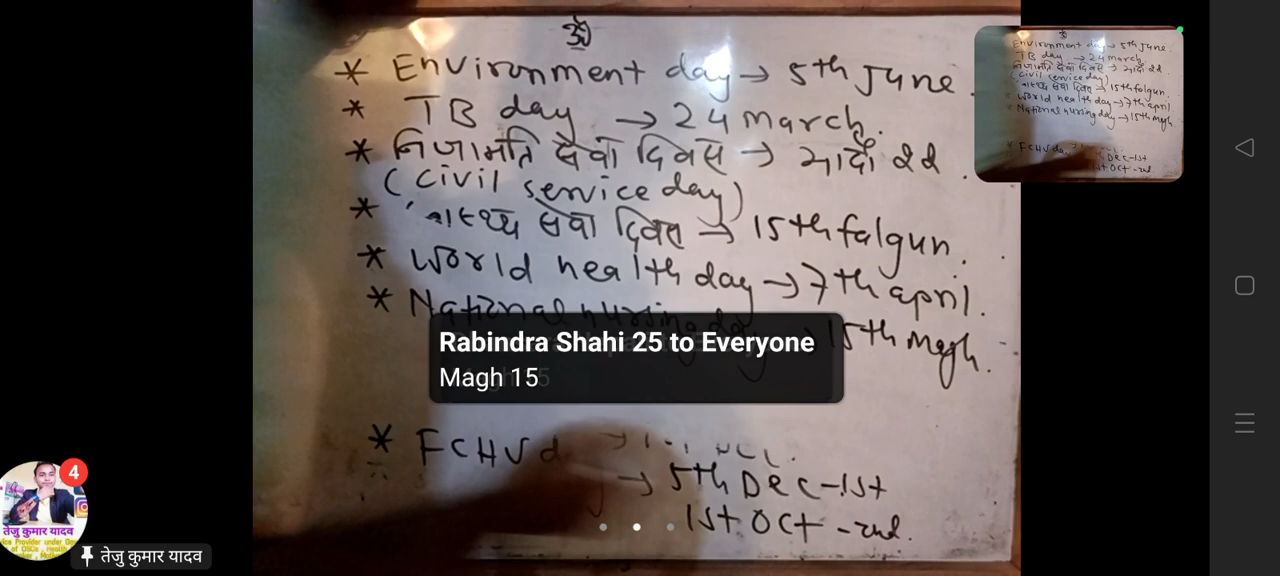 ॐ
* Environment day → 5th June.
* TB day → 24 march.
* निजामति सेवा दिवस → भादौ २२.
(civil service day)
* स्वास्थ्य सेवा दिवस → 15th falgun.
* World health day → 7th april.
* National nursing day → 15th Magh.
Rabindra Shahi 25 to Everyone
Magh 15
* FCHV
→ 5th Dec-1st
1st Oct - 2nd.
4
तेजु कुमार यादव
तेजु कुमार यादव